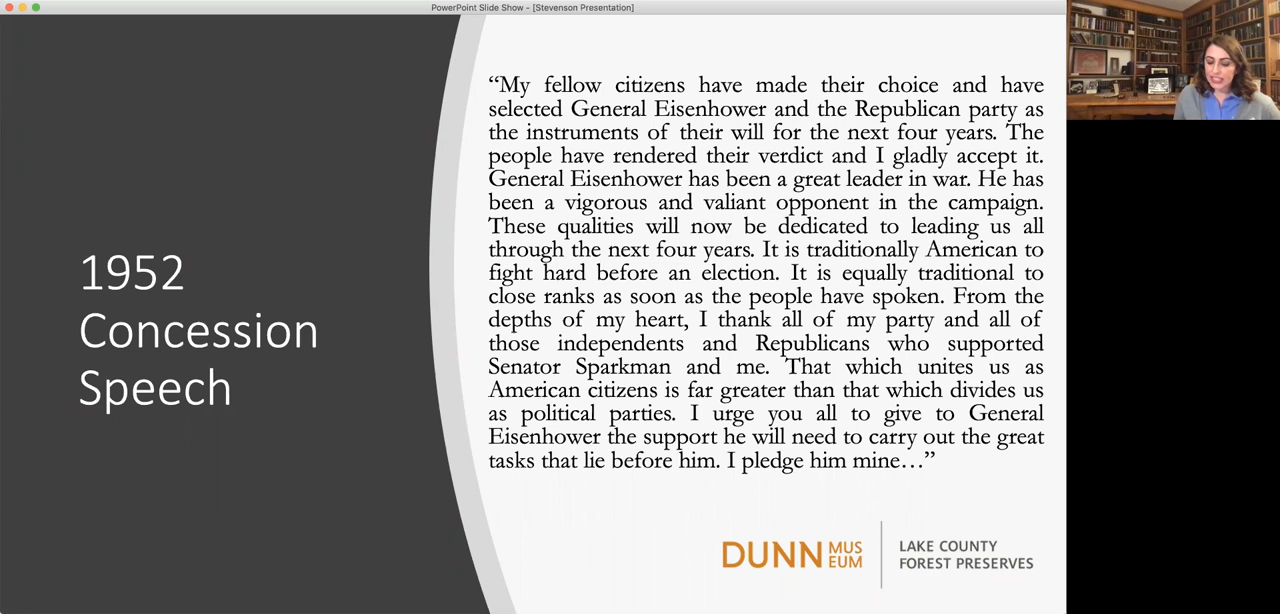 PowerPoint Slide Show - [Stevenson Presentation]
1952
Concession
Speech
“My fellow citizens have made their choice and have
selected General Eisenhower and the Republican party as
the instruments of their will for the next four years. The
people have rendered their verdict and I gladly accept it.
General Eisenhower has been a great leader in war. He has
been a vigorous and valiant opponent in the campaign.
These qualities will now be dedicated to leading us all
through the next four years. It is traditionally American to
fight hard before an election. It is equally traditional to
close ranks as soon as the people have spoken. From the
depths of my heart, I thank all of my party and all of
those independents and Republicans who supported
Senator Sparkman and me. That which unites us as
American citizens is far greater than that which divides us
as political parties. I urge you all to give to General
Eisenhower the support he will need to carry out the great
tasks that lie before him. I pledge him mine…”
DUNN MUS
EUM
LAKE COUNTY
FOREST PRESERVES